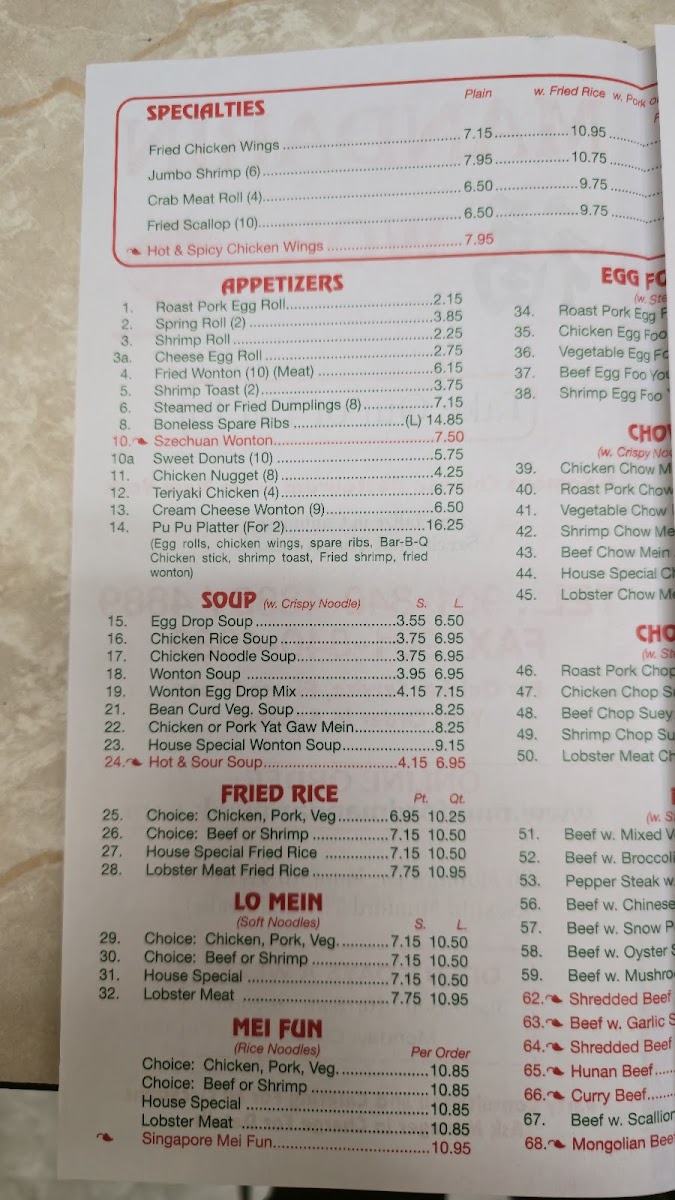 SPECIALTIES
Plain w. Fried Rice w. Pork
Fried Chicken Wings 7.15 10.95
Jumbo Shrimp (6) 7.95 10.75
Crab Meat Roll (4) 6.50 9.75
Fried Scallop (10) 6.50 9.75
Hot & Spicy Chicken Wings 7.95
APPETIZERS
1. Roast Pork Egg Roll 2.15
2. Spring Roll (2) 3.85
3. Shrimp Roll 2.25
3a. Cheese Egg Roll 2.75
4. Fried Wonton (10) (Meat) 6.15
5. Shrimp Toast (2) 3.75
6. Steamed or Fried Dumplings (8) 7.15
8. Boneless Spare Ribs (L) 14.85
10. Szechuan Wonton 7.50
10a Sweet Donuts (10) 5.75
11. Chicken Nugget (8) 4.25
12. Teriyaki Chicken (4) 6.75
13. Cream Cheese Wonton (9) 6.50
14. Pu Pu Platter (For 2) 16.25
(Egg rolls, chicken wings, spare ribs, Bar-B-Q
Chicken stick, shrimp toast, Fried shrimp, fried
wonton)
SOUP (w. Crispy Noodle) S. L.
15. Egg Drop Soup 3.55 6.50
16. Chicken Rice Soup 3.75 6.95
17. Chicken Noodle Soup 3.75 6.95
18. Wonton Soup 3.95 6.95
19. Wonton Egg Drop Mix 4.15 7.15
21. Bean Curd Veg. Soup 8.25
22. Chicken or Pork Yat Gaw Mein 8.25
23. House Special Wonton Soup 9.15
24. Hot & Sour Soup 4.15 6.95
FRIED RICE Pt. Qt.
25. Choice: Chicken, Pork, Veg 6.95 10.25
26. Choice: Beef or Shrimp 7.15 10.50
27. House Special Fried Rice 7.15 10.50
28. Lobster Meat Fried Rice 7.75 10.95
LO MEIN
(Soft Noodles) S. L.
29. Choice: Chicken, Pork, Veg. 7.15 10.50
30. Choice: Beef or Shrimp 7.15 10.50
31. House Special 7.15 10.50
32. Lobster Meat 7.75 10.95
MEI FUN
(Rice Noodles) Per Order
Choice: Chicken, Pork, Veg. 10.85
Choice: Beef or Shrimp 10.85
House Special 10.85
Lobster Meat 10.85
Singapore Mei Fun 10.95
EGG
(w.
34. Roast Pork Egg
35. Chicken Egg Foo
36. Vegetable Egg
37. Beef Egg Foo
38. Shrimp Egg Foo
(w. Crispy
39. Chicken Chow
40. Roast Pork Chow
41. Vegetable Chow
42. Shrimp Chow
43. Beef Chow Mein
44. House Special
45. Lobster Chow
(w.
46. Roast Pork Chop
47. Chicken Chop
48. Beef Chop Suey
49. Shrimp Chop
50. Lobster Meat
(w.
51. Beef w. Mixed
52. Beef w. Broccoli
53. Pepper Steak w.
56. Beef w. Chinese
57. Beef w. Snow
58. Beef w. Oyster
59. Beef w.
62. Shredded Beef
63. Beef w. Garlic
64. Shredded Beef
65. Hunan Beef
66. Curry Beef
67. Beef w. Scallion
68. Mongolian Beef